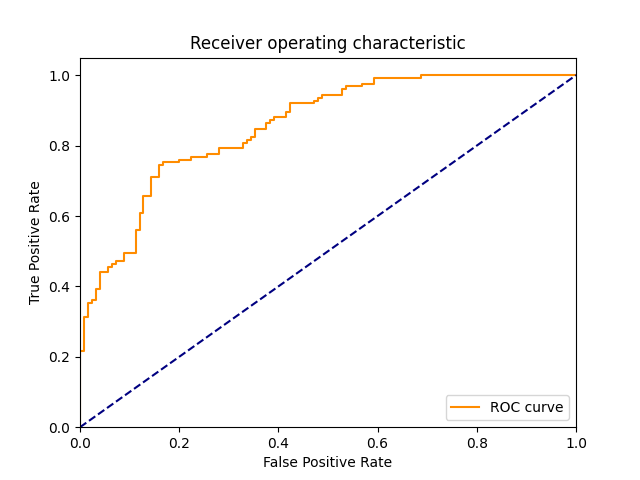 Receiver operating characteristic
True Positive Rate
1.0
0.8
0.6
0.4
0.2
0.0
0.0 0.2 0.4 0.6 0.8 1.0
False Positive Rate
ROC curve